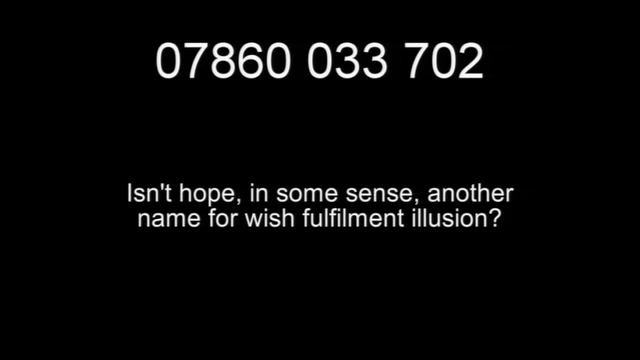 07860 033 702
Isn't hope, in some sense, another
name for wish fulfilment illusion?